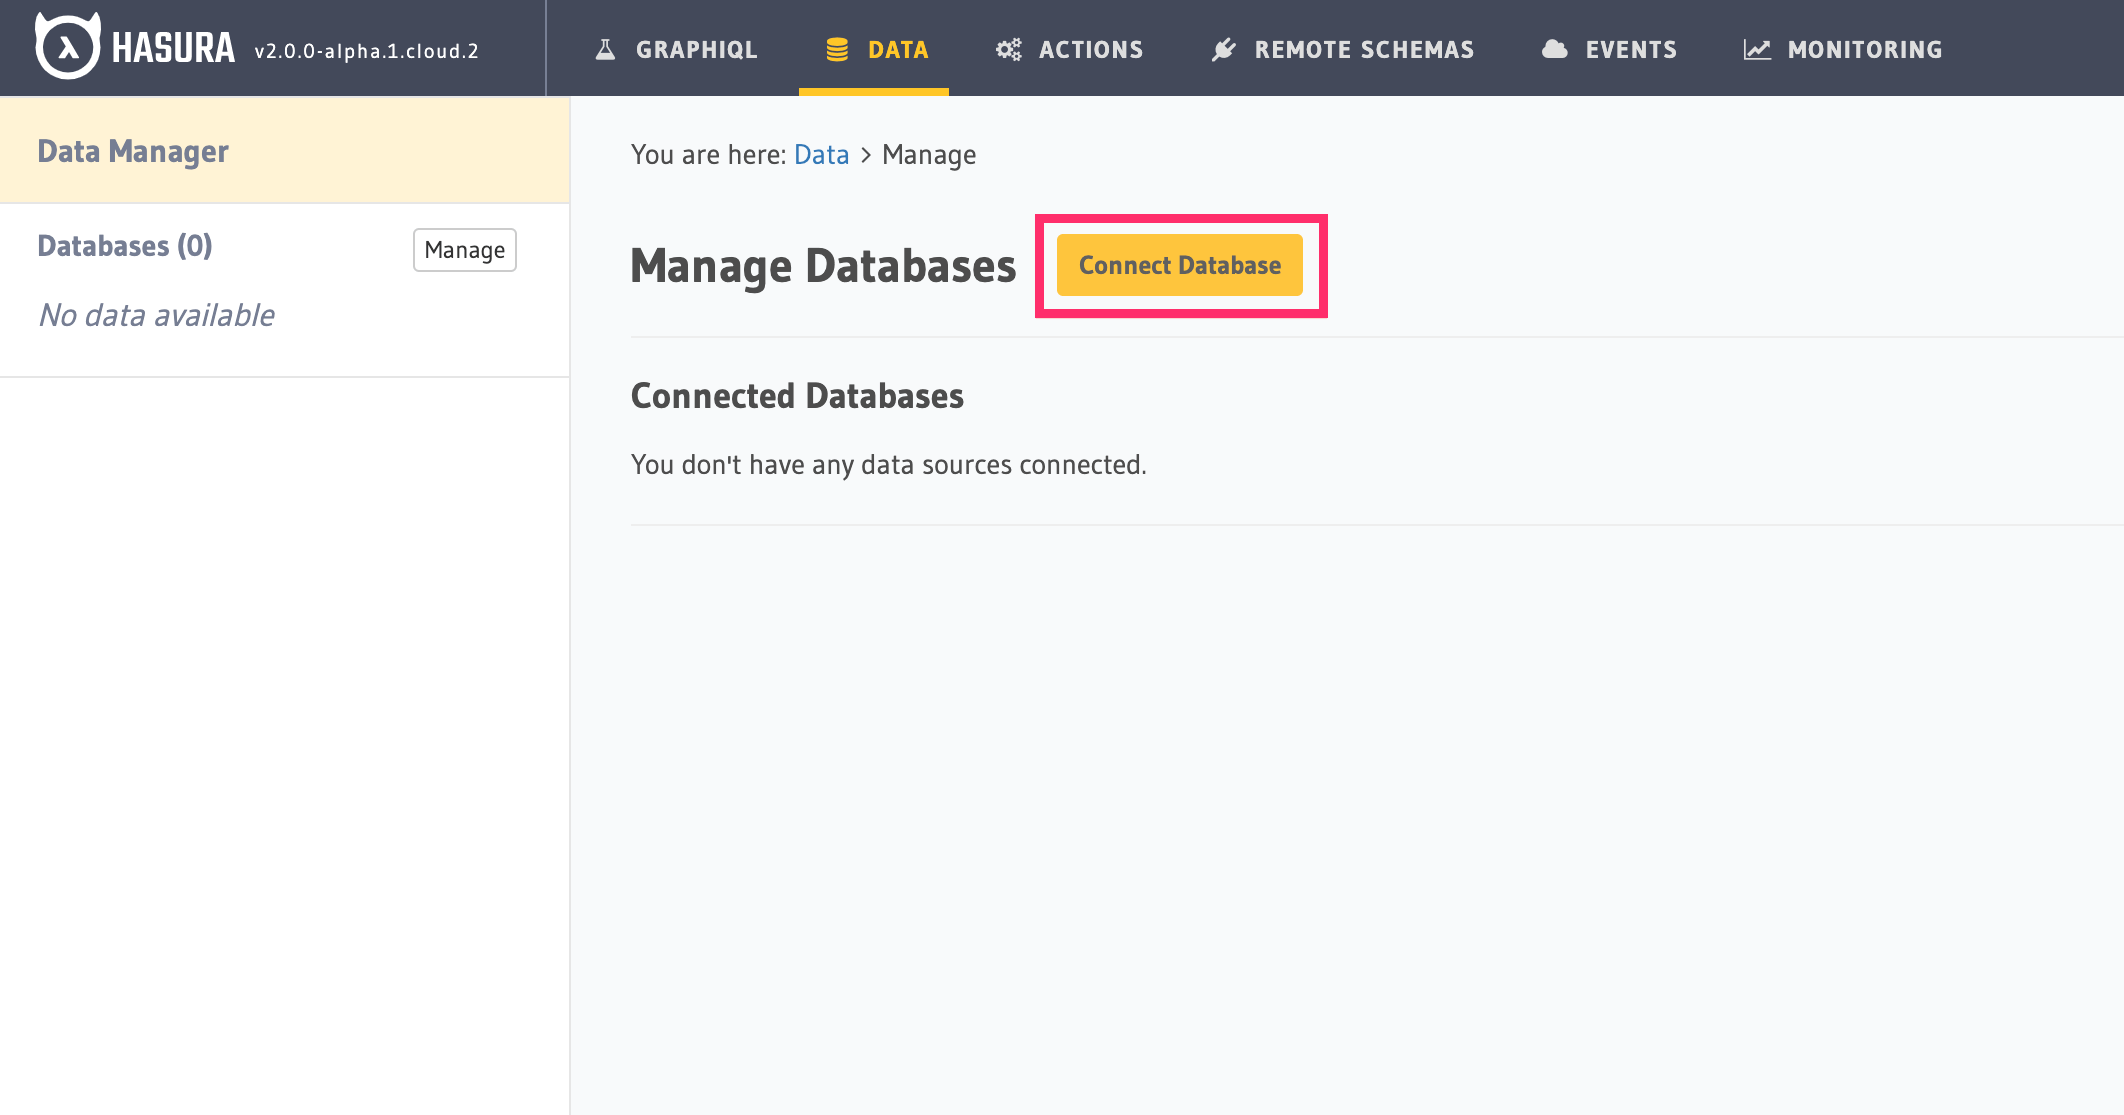 HASURA v2.0.0-alpha.1.cloud.2 GRAPHIQL DATA ACTIONS REMOTE SCHEMAS EVENTS MONITORING
Data Manager
Databases (0) Manage
No data available
You are here: Data > Manage
Manage Databases Connect Database
Connected Databases
You don't have any data sources connected.